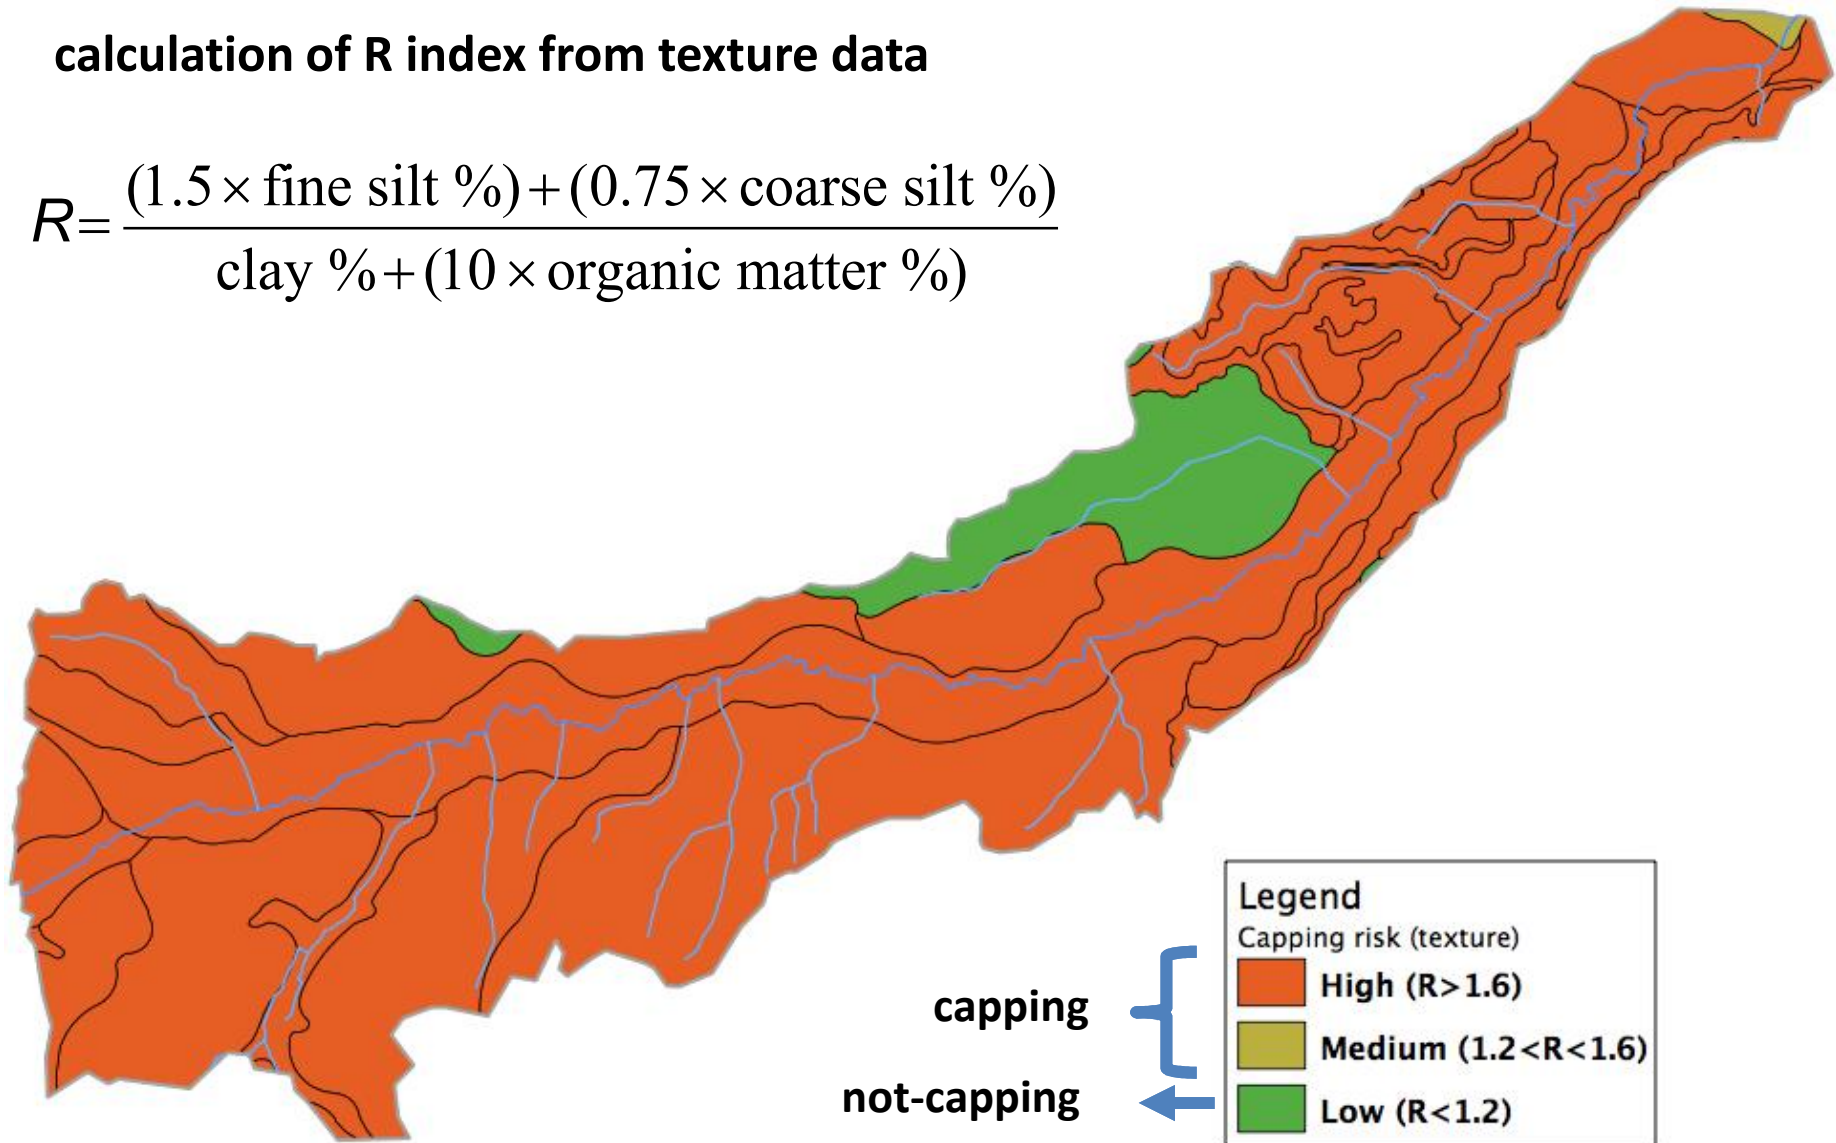 calculation of R index from texture data
R= (1.5 × fine silt %) + (0.75 × coarse silt %)
clay % + (10 × organic matter %)
Legend
Capping risk (texture)
capping
High (R>1.6)
Medium (1.2<R<1.6)
not-capping
Low (R<1.2)